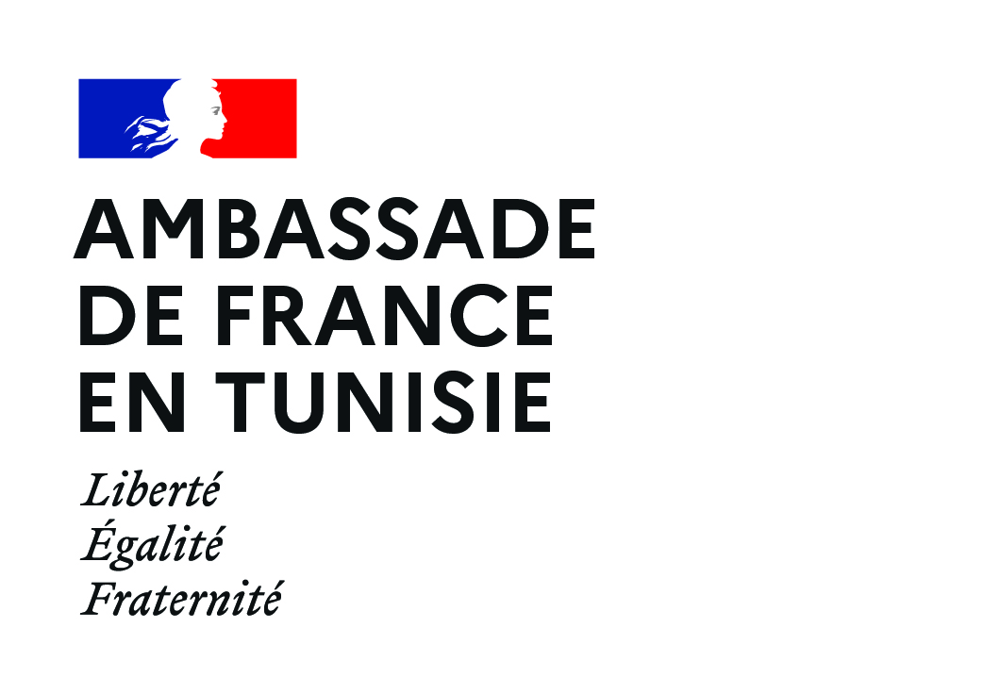 AMBASSADE
DE FRANCE
EN TUNISIE
Liberté
Égalité
Fraternité